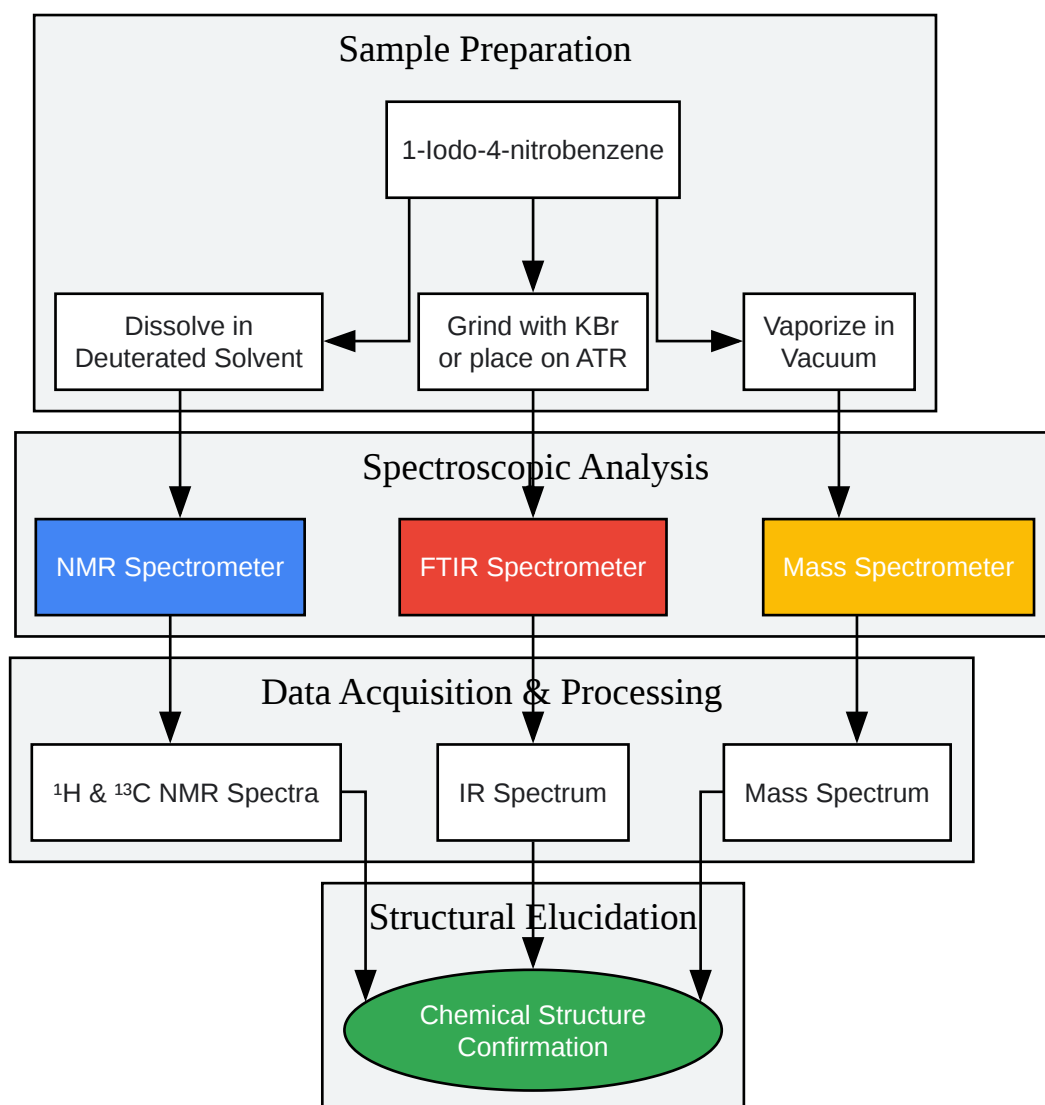 Sample Preparation
1-Iodo-4-nitrobenzene
Dissolve in
Deuterated Solvent
Grind with KBr
or place on ATR
Vaporize in
Vacuum
Spectroscopic Analysis
NMR Spectrometer
FTIR Spectrometer
Mass Spectrometer
Data Acquisition & Processing
¹H & ¹³C NMR Spectra
IR Spectrum
Mass Spectrum
Structural Elucidation
Chemical Structure
Confirmation